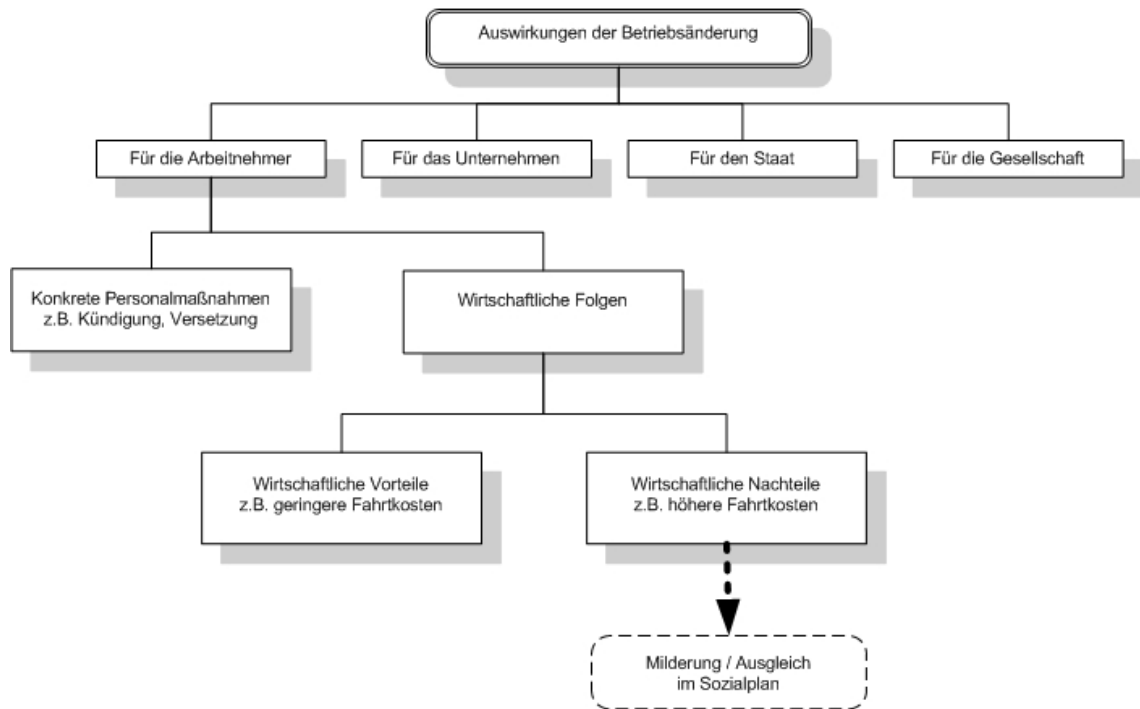 Auswirkungen der Betriebsänderung
Für die Arbeitnehmer
Für das Unternehmen
Für den Staat
Für die Gesellschaft
Konkrete Personalmaßnahmen
z.B. Kündigung, Versetzung
Wirtschaftliche Folgen
Wirtschaftliche Vorteile
z.B. geringere Fahrtkosten
Wirtschaftliche Nachteile
z.B. höhere Fahrtkosten
Milderung / Ausgleich
im Sozialplan